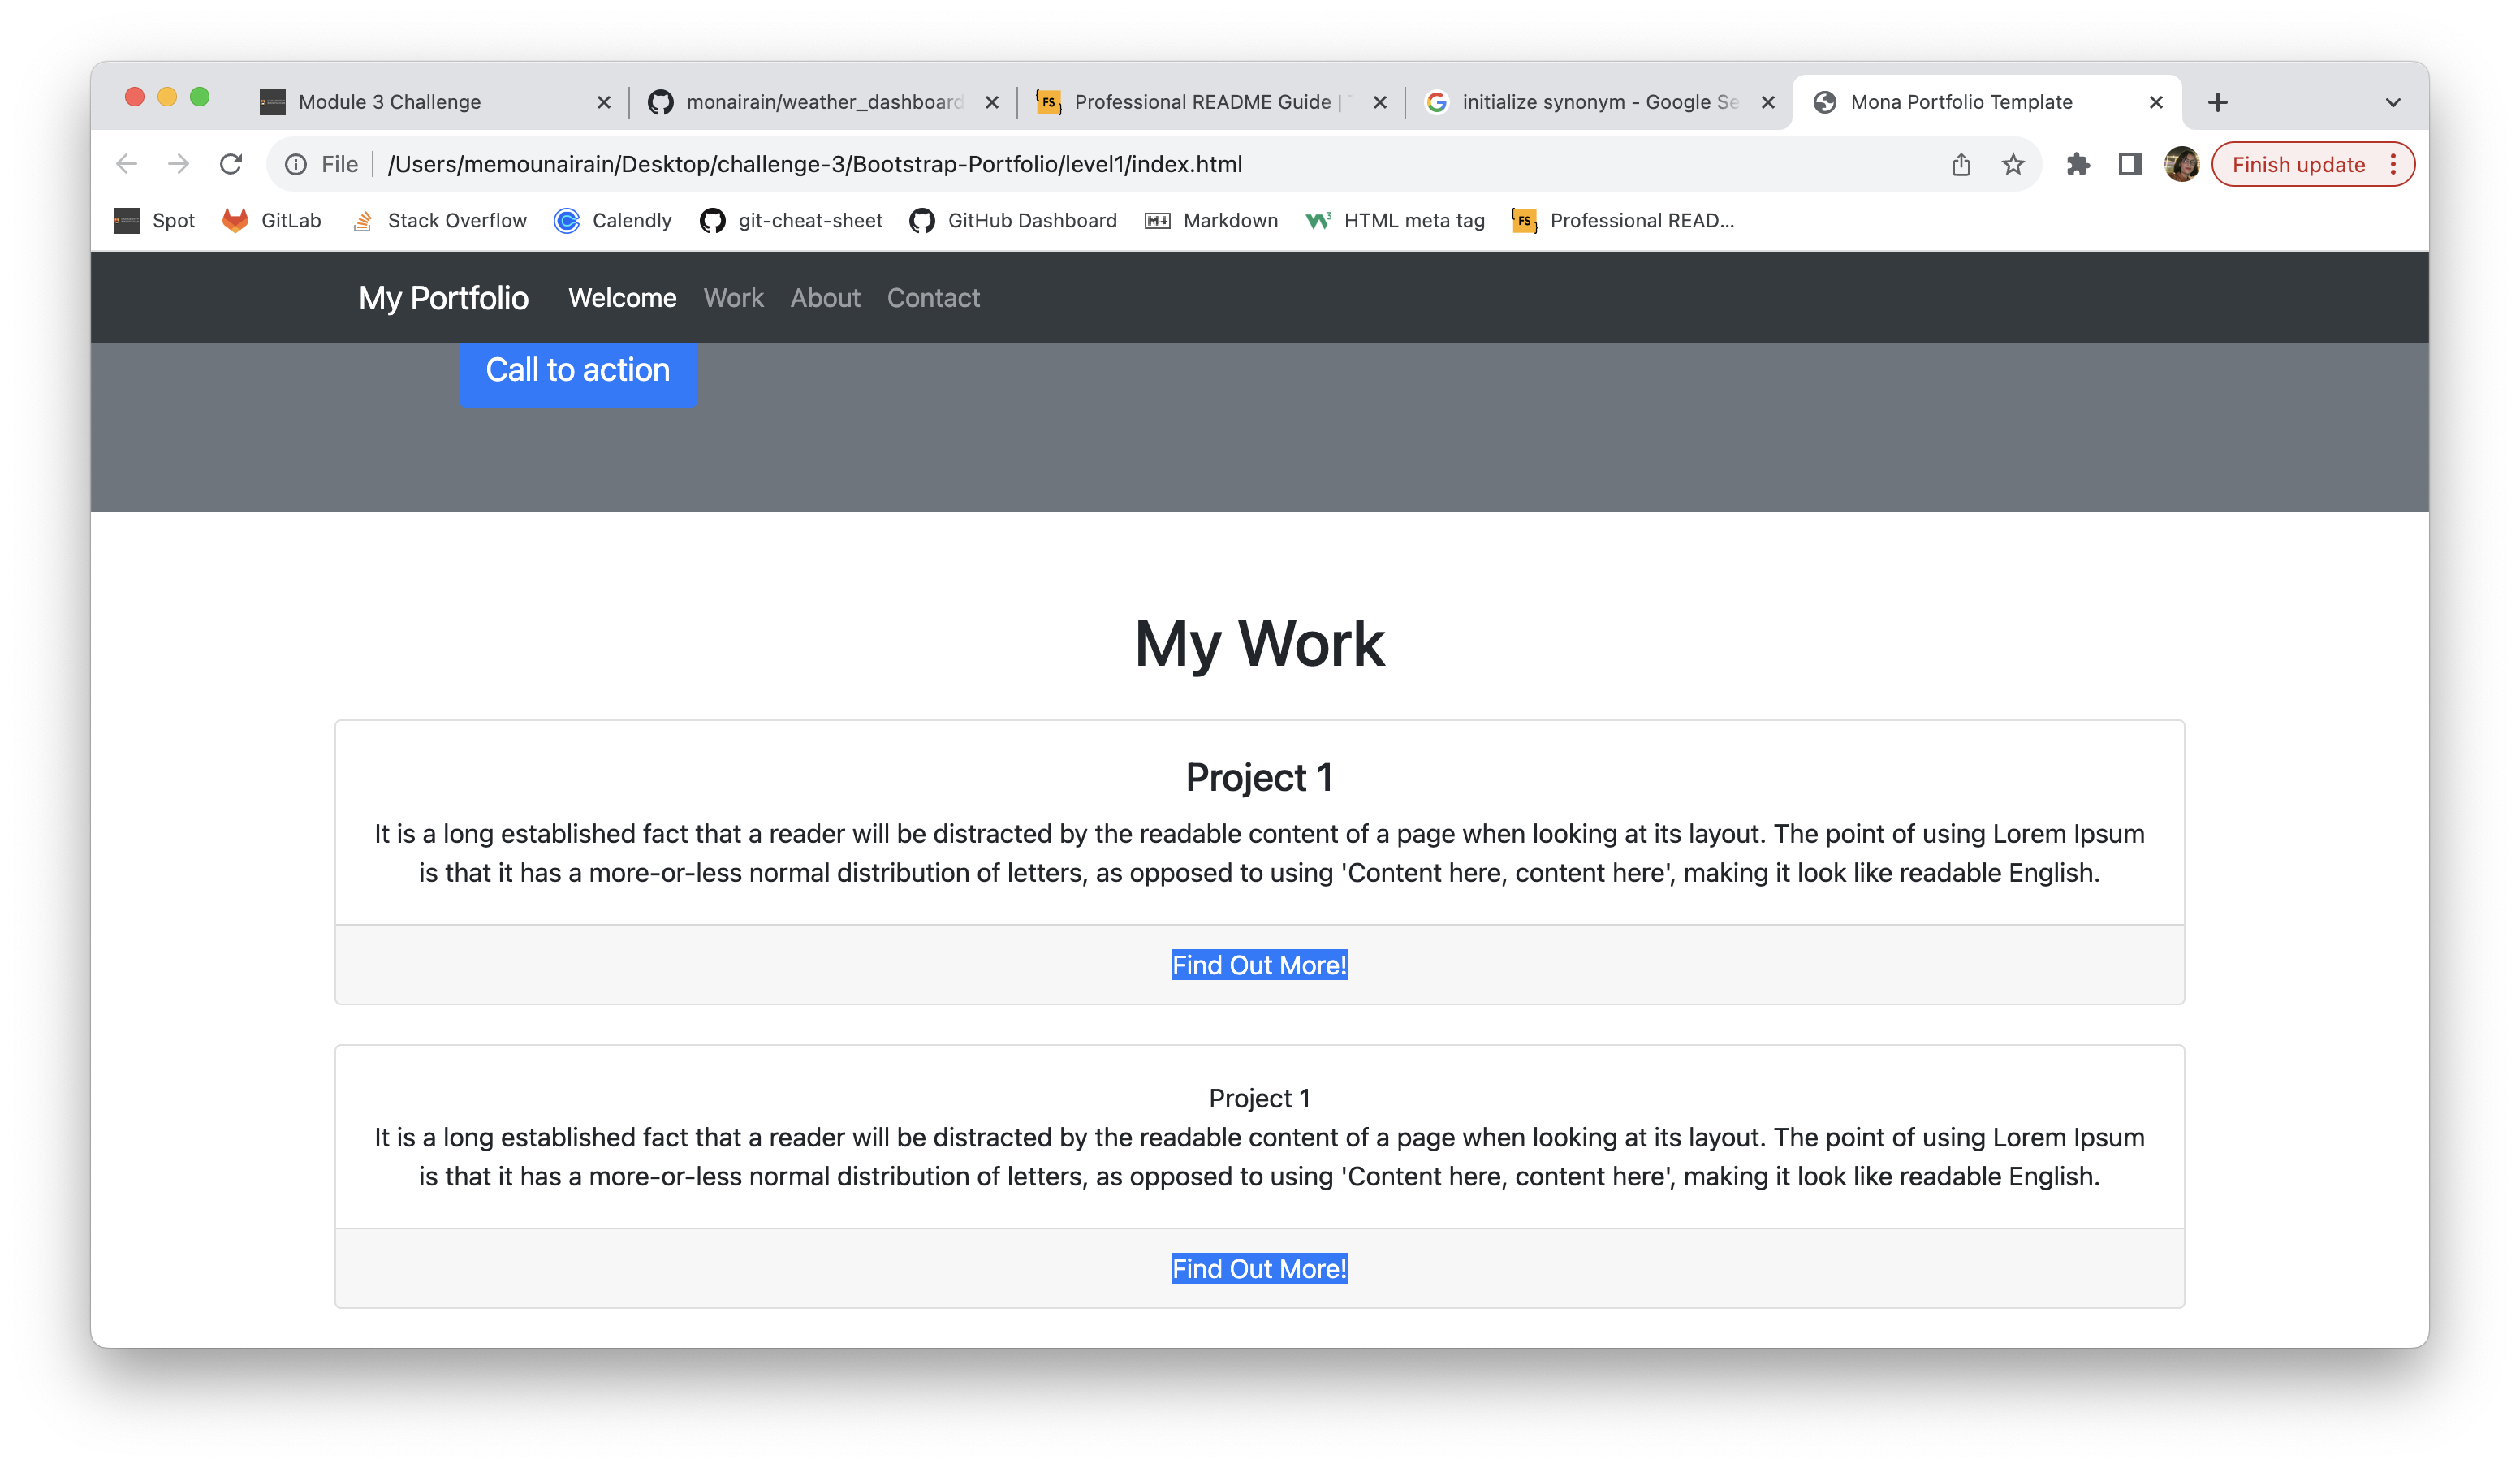 Module 3 Challenge
monairain/weather_dashboard
Professional README Guide |
initialize synonym - Google Se
Mona Portfolio Template
File
/Users/memounairain/Desktop/challenge-3/Bootstrap-Portfolio/level1/index.html
Finish update
Spot
GitLab
Stack Overflow
Calendly
git-cheat-sheet
GitHub Dashboard
Markdown
HTML meta tag
FS
Professional READ...
My Portfolio
Welcome
Work
About
Contact
Call to action
My Work
Project 1
It is a long established fact that a reader will be distracted by the readable content of a page when looking at its layout. The point of using Lorem Ipsum
is that it has a more-or-less normal distribution of letters, as opposed to using 'Content here, content here', making it look like readable English.
Find Out More!
Project 1
It is a long established fact that a reader will be distracted by the readable content of a page when looking at its layout. The point of using Lorem Ipsum
is that it has a more-or-less normal distribution of letters, as opposed to using 'Content here, content here', making it look like readable English.
Find Out More!